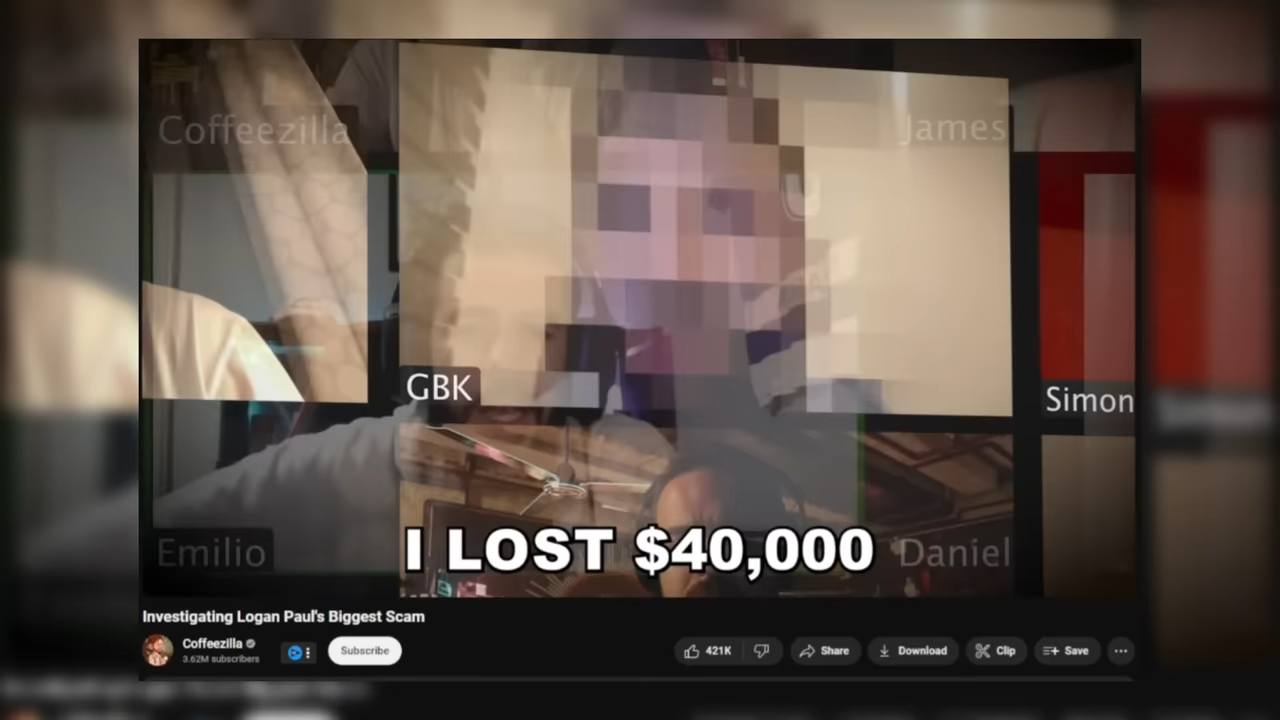 Coffeezilla
James
GBK
Simon
Emilio
I LOST $40,000
Daniel
Investigating Logan Paul's Biggest Scam
Coffeezilla
3.62M subscribers
Subscribe
421K
Share
Download
Clip
Save